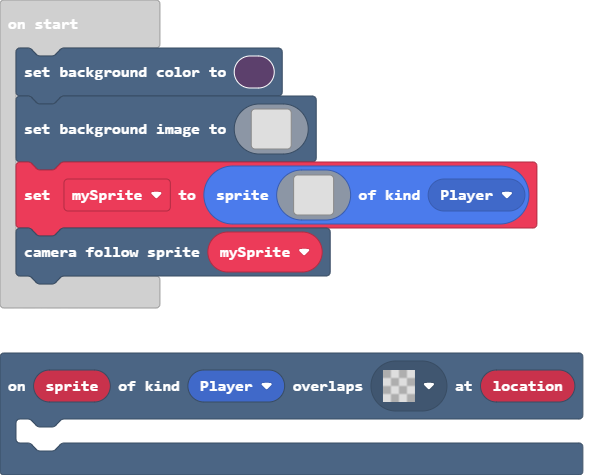 on start
set background color to
set background image to
set mySprite to sprite of kind Player
camera follow sprite mySprite
on sprite of kind Player overlaps at location